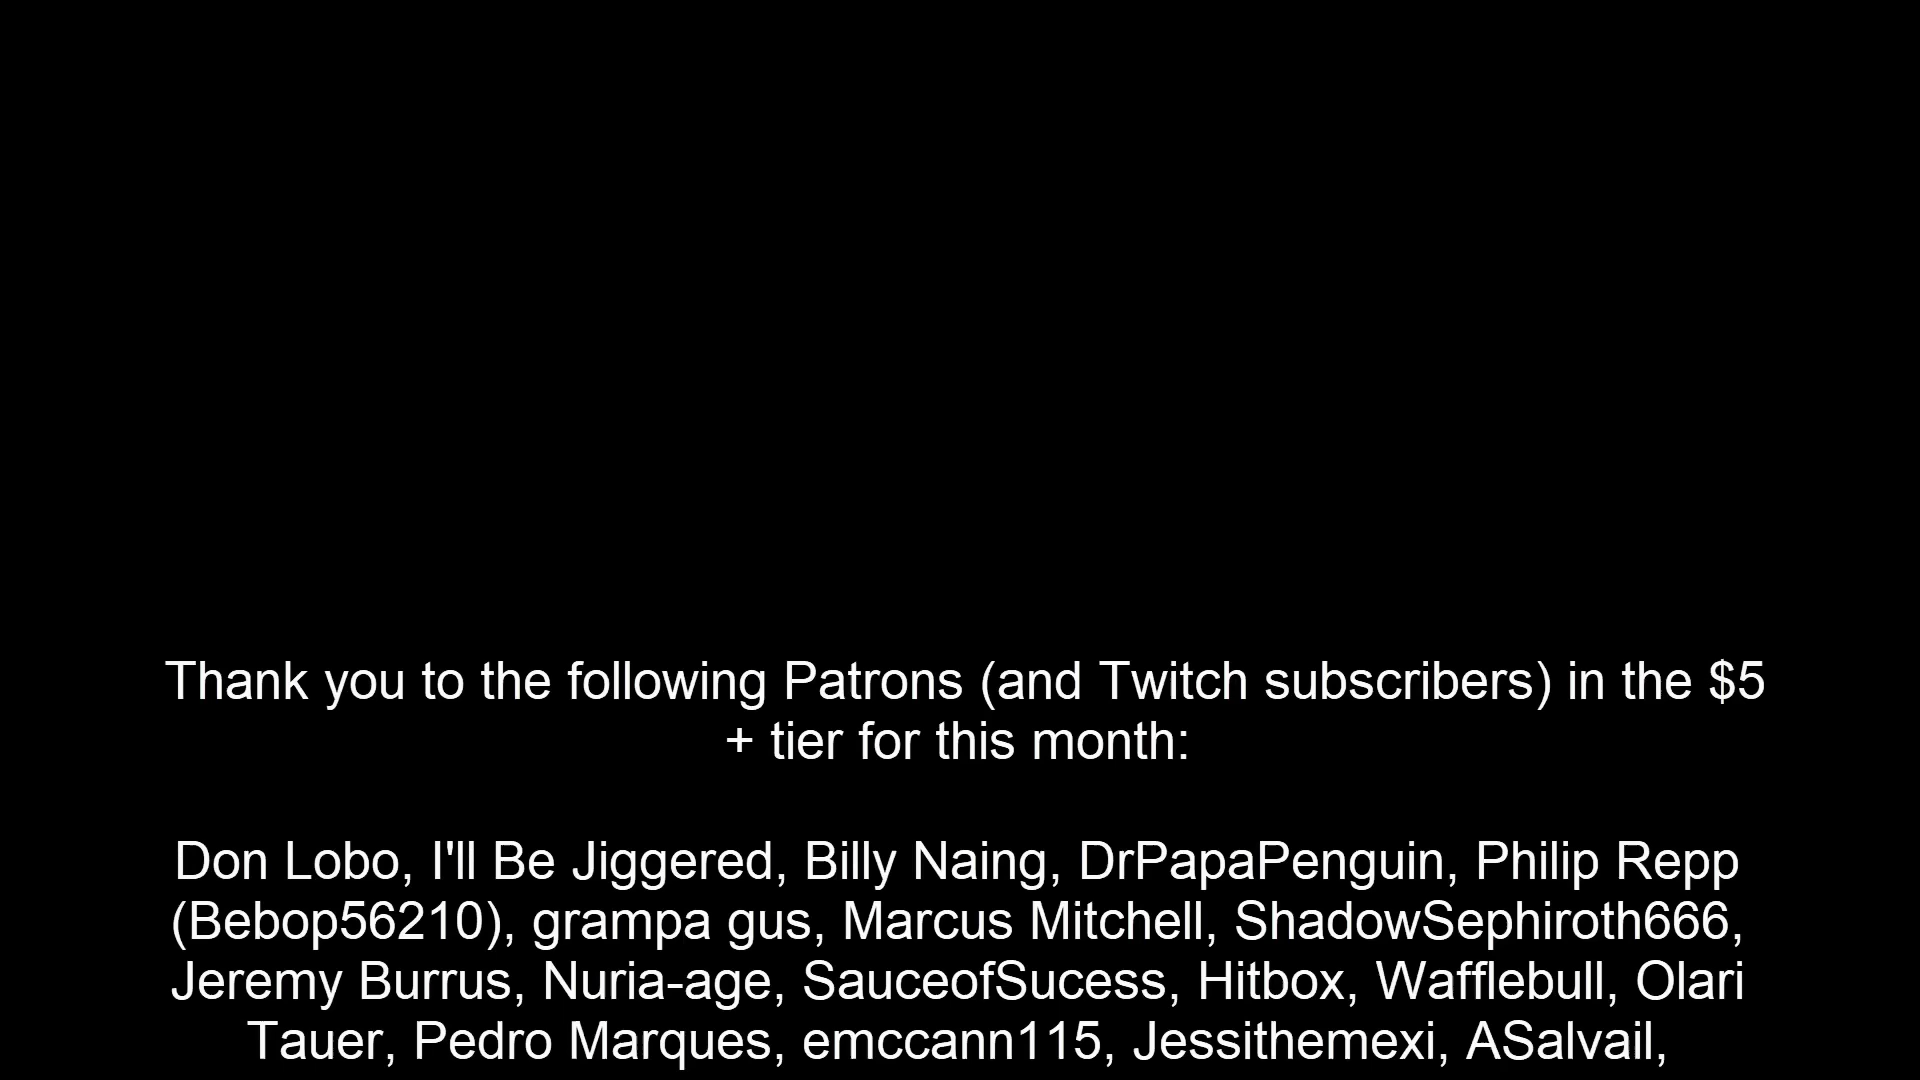 Thank you to the following Patrons (and Twitch subscribers) in the $5
+ tier for this month:
Don Lobo, I'll Be Jiggered, Billy Naing, DrPapaPenguin, Philip Repp
(Bebop56210), grampa gus, Marcus Mitchell, ShadowSephiroth666,
Jeremy Burrus, Nuria-age, SauceofSucess, Hitbox, Wafflebull, Olari
Tauer, Pedro Marques, emccann115, Jessithemexi, ASalvail,